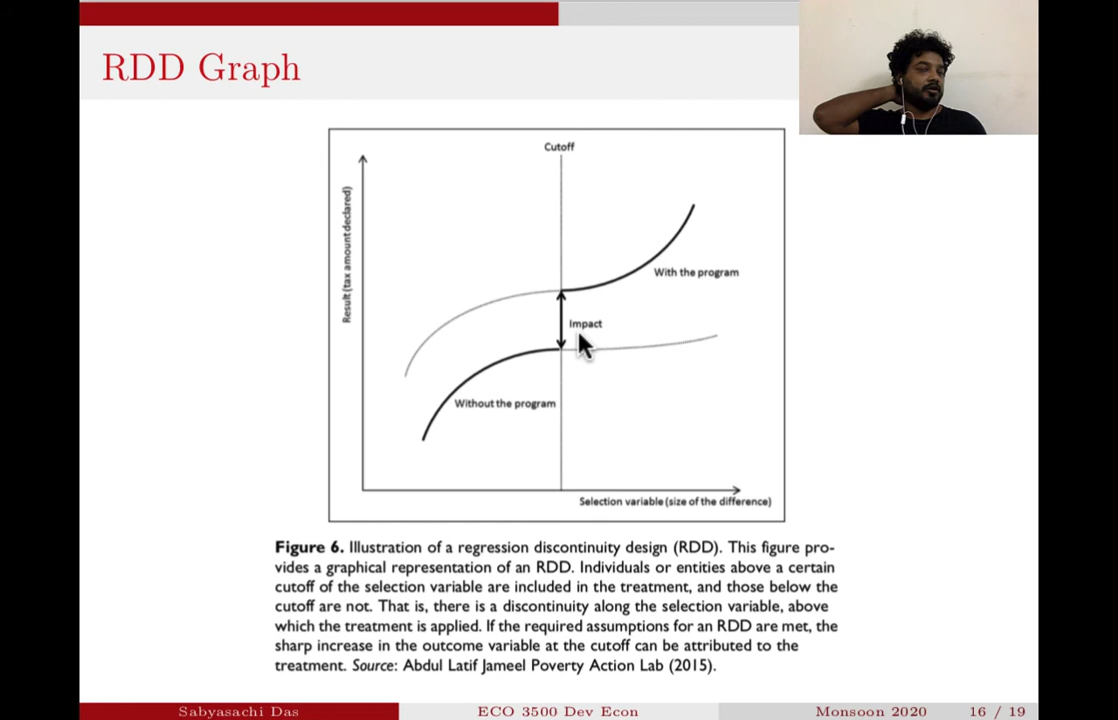 RDD Graph
Cutoff
Result (tax amount declared)
With the program
Impact
Without the program
Selection variable (size of the difference)
Figure 6. Illustration of a regression discontinuity design (RDD). This figure pro-
vides a graphical representation of an RDD. Individuals or entities above a certain
cutoff of the selection variable are included in the treatment, and those below the
cutoff are not. That is, there is a discontinuity along the selection variable, above
which the treatment is applied. If the required assumptions for an RDD are met, the
sharp increase in the outcome variable at the cutoff can be attributed to the
treatment. Source: Abdul Latif Jameel Poverty Action Lab (2015).
Sabyasachi Das
ECO 3500 Dev Econ
Monsoon 2020
16 / 19